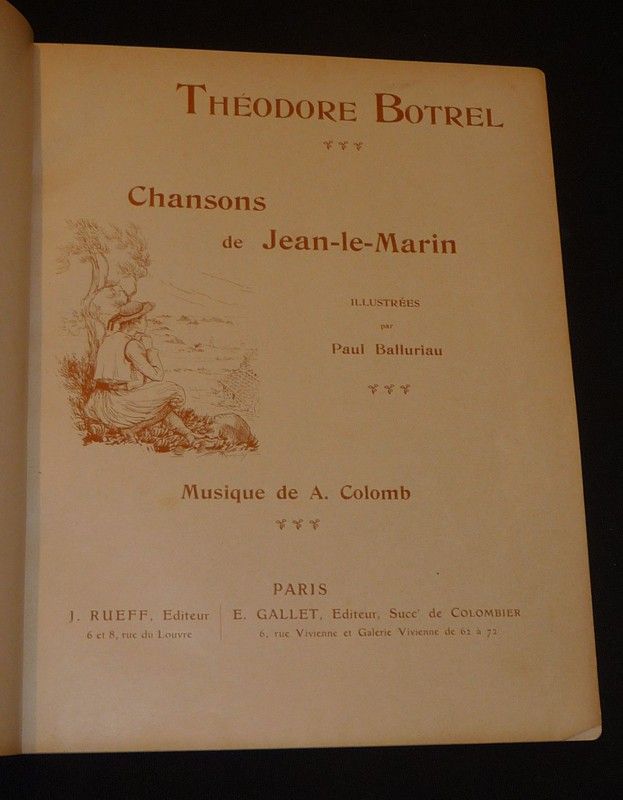 THÉODORE BOTREL
Chansons
de Jean-le-Marin
ILLUSTRÉES
par
Paul Balluriau
Musique de A. Colomb
PARIS
J. RUEFF, Editeur
6 et 8, rue du Louvre
E. GALLET, Editeur, Succr de COLOMBIER
6, rue Vivienne et Galerie Vivienne de 62 à 72